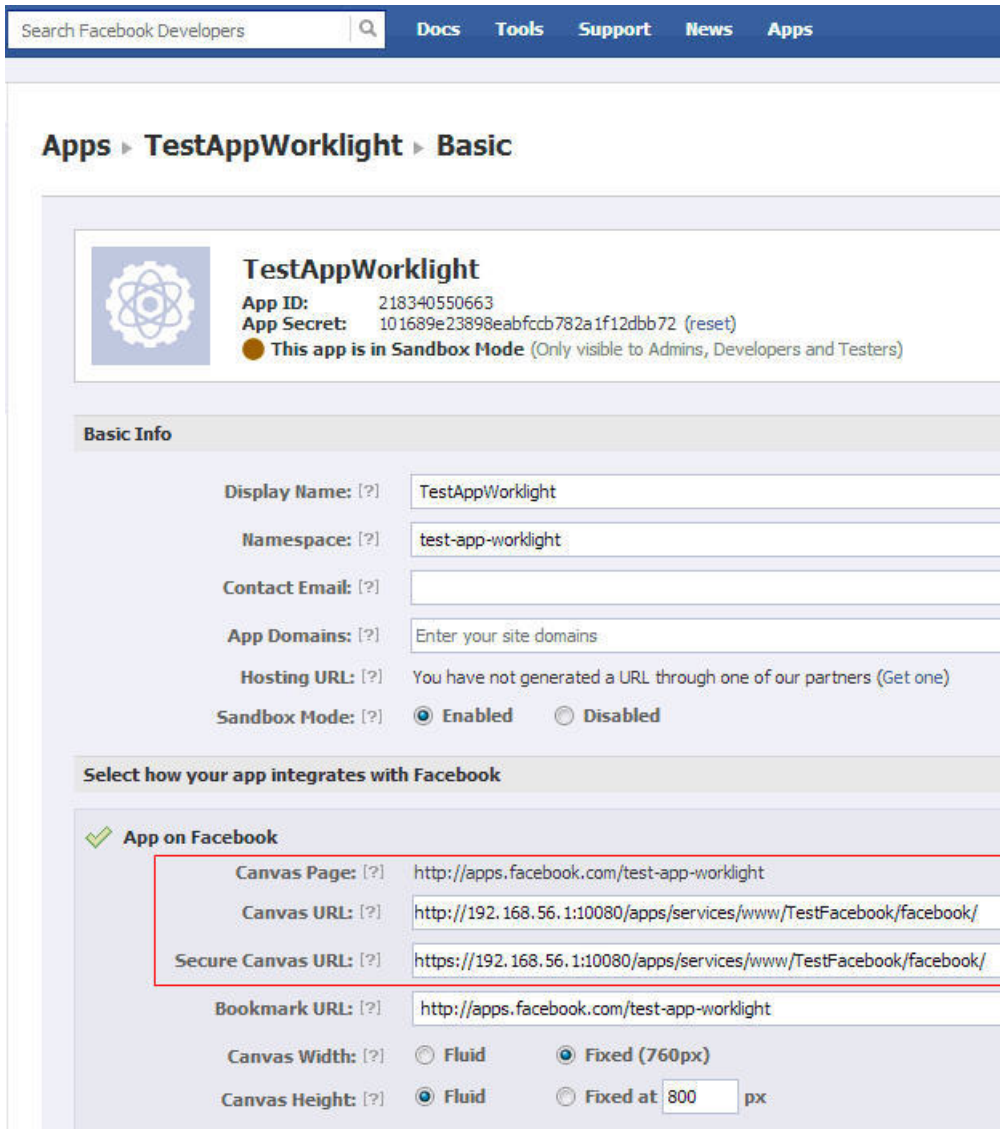 Search Facebook Developers Docs Tools Support News Apps
Apps ▸ TestAppWorklight ▸ Basic
TestAppWorklight
App ID: 218340550663
App Secret: 101689e23898eabfccb782a1f12dbb72 (reset)
This app is in Sandbox Mode (Only visible to Admins, Developers and Testers)
Basic Info
Display Name: [?] TestAppWorklight
Namespace: [?] test-app-worklight
Contact Email: [?]
App Domains: [?] Enter your site domains
Hosting URL: [?] You have not generated a URL through one of our partners (Get one)
Sandbox Mode: [?] Enabled Disabled
Select how your app integrates with Facebook
App on Facebook
Canvas Page: [?] http://apps.facebook.com/test-app-worklight
Canvas URL: [?] http://192.168.56.1:10080/apps/services/www/TestFacebook/facebook/
Secure Canvas URL: [?] https://192.168.56.1:10080/apps/services/www/TestFacebook/facebook/
Bookmark URL: [?] http://apps.facebook.com/test-app-worklight
Canvas Width: [?] Fluid Fixed (760px)
Canvas Height: [?] Fluid Fixed at 800 px